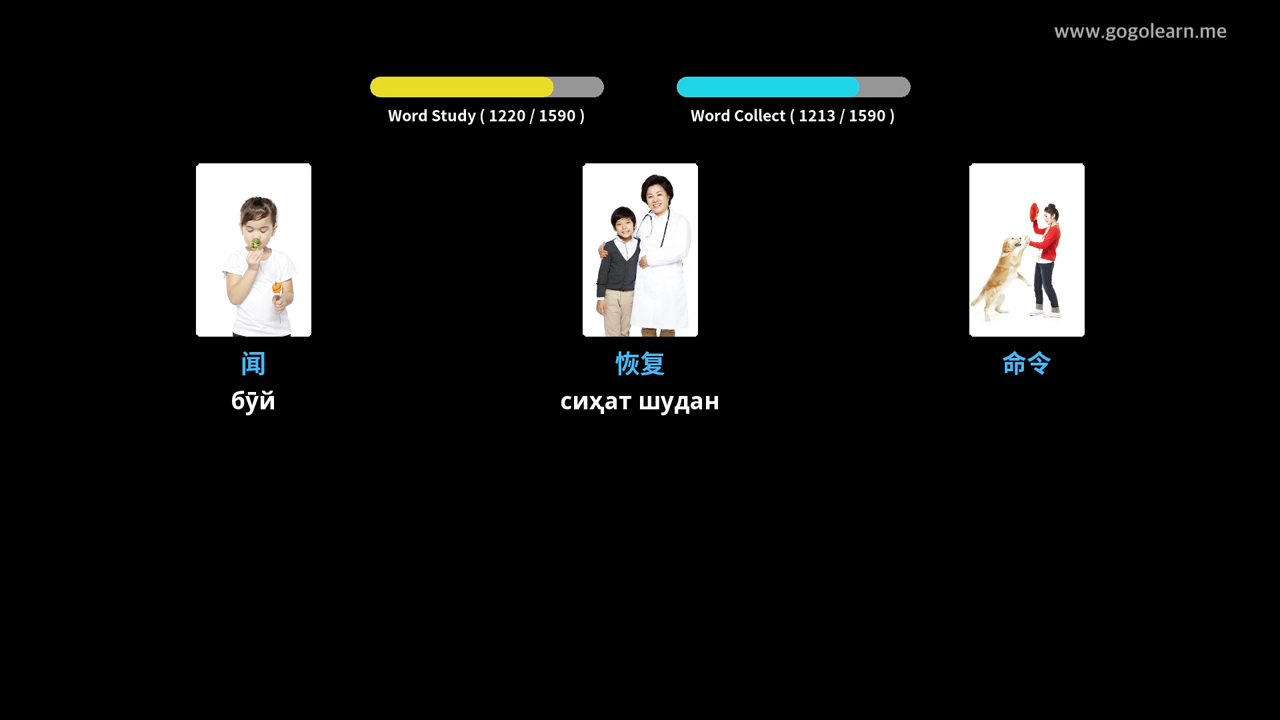 www.gogolearn.me
Word Study ( 1220 / 1590 )
Word Collect ( 1213 / 1590 )
闻
恢复
命令
бӯй
сиҳат шудан